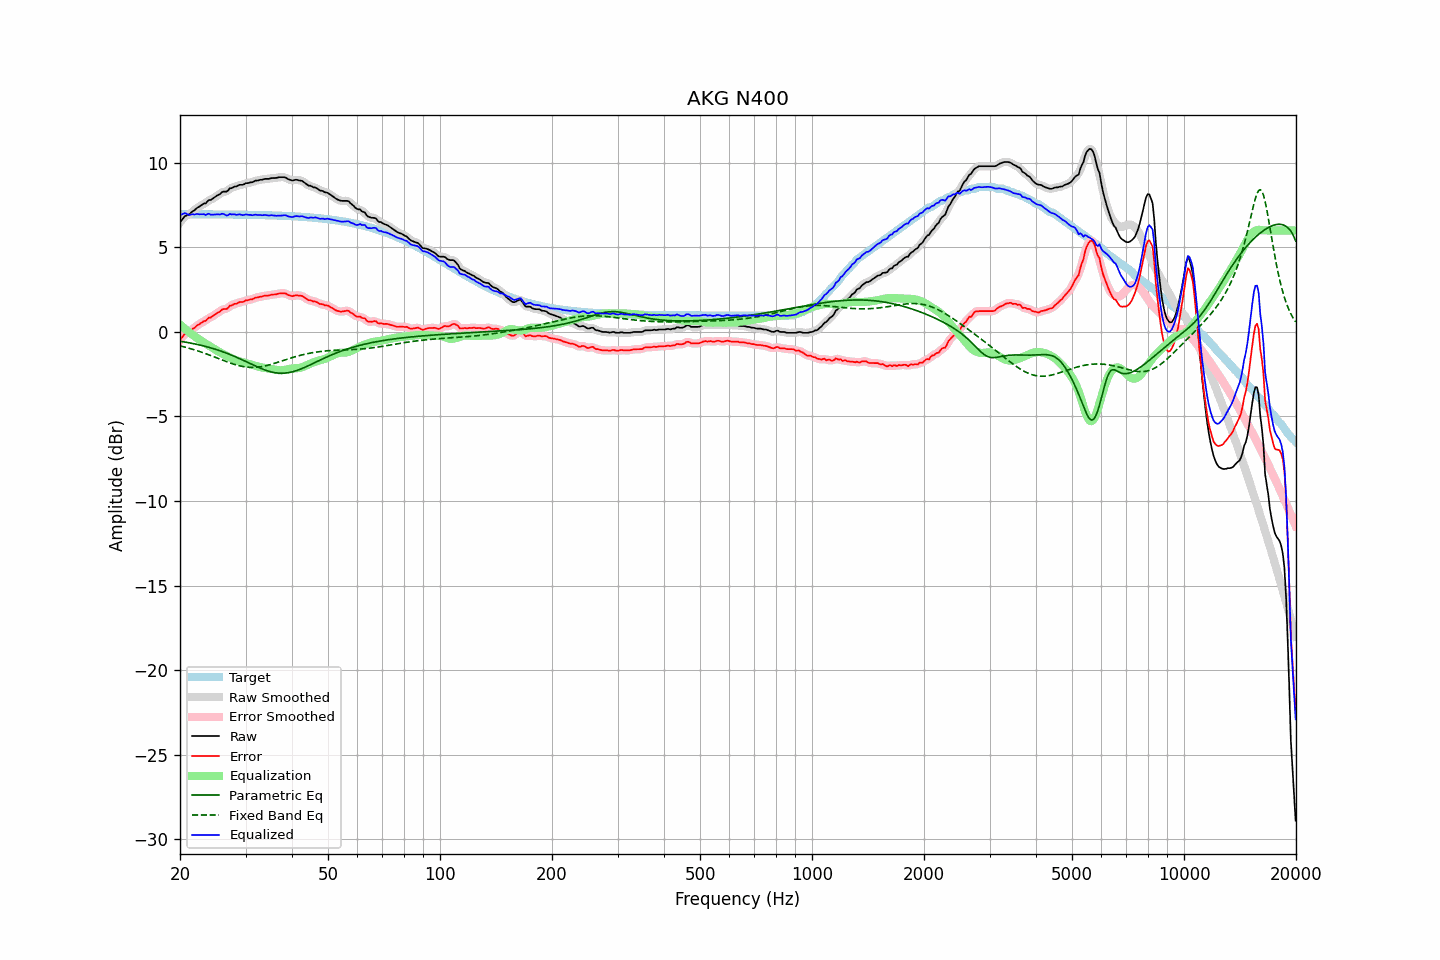 AKG N400
10
5
0
−5
−10
−15
−20
−25
−30
Amplitude (dBr)
Target
Raw Smoothed
Error Smoothed
Raw
Error
Equalization
Parametric Eq
Fixed Band Eq
Equalized
20 50 100 200 500 1000 2000 5000 10000 20000
Frequency (Hz)